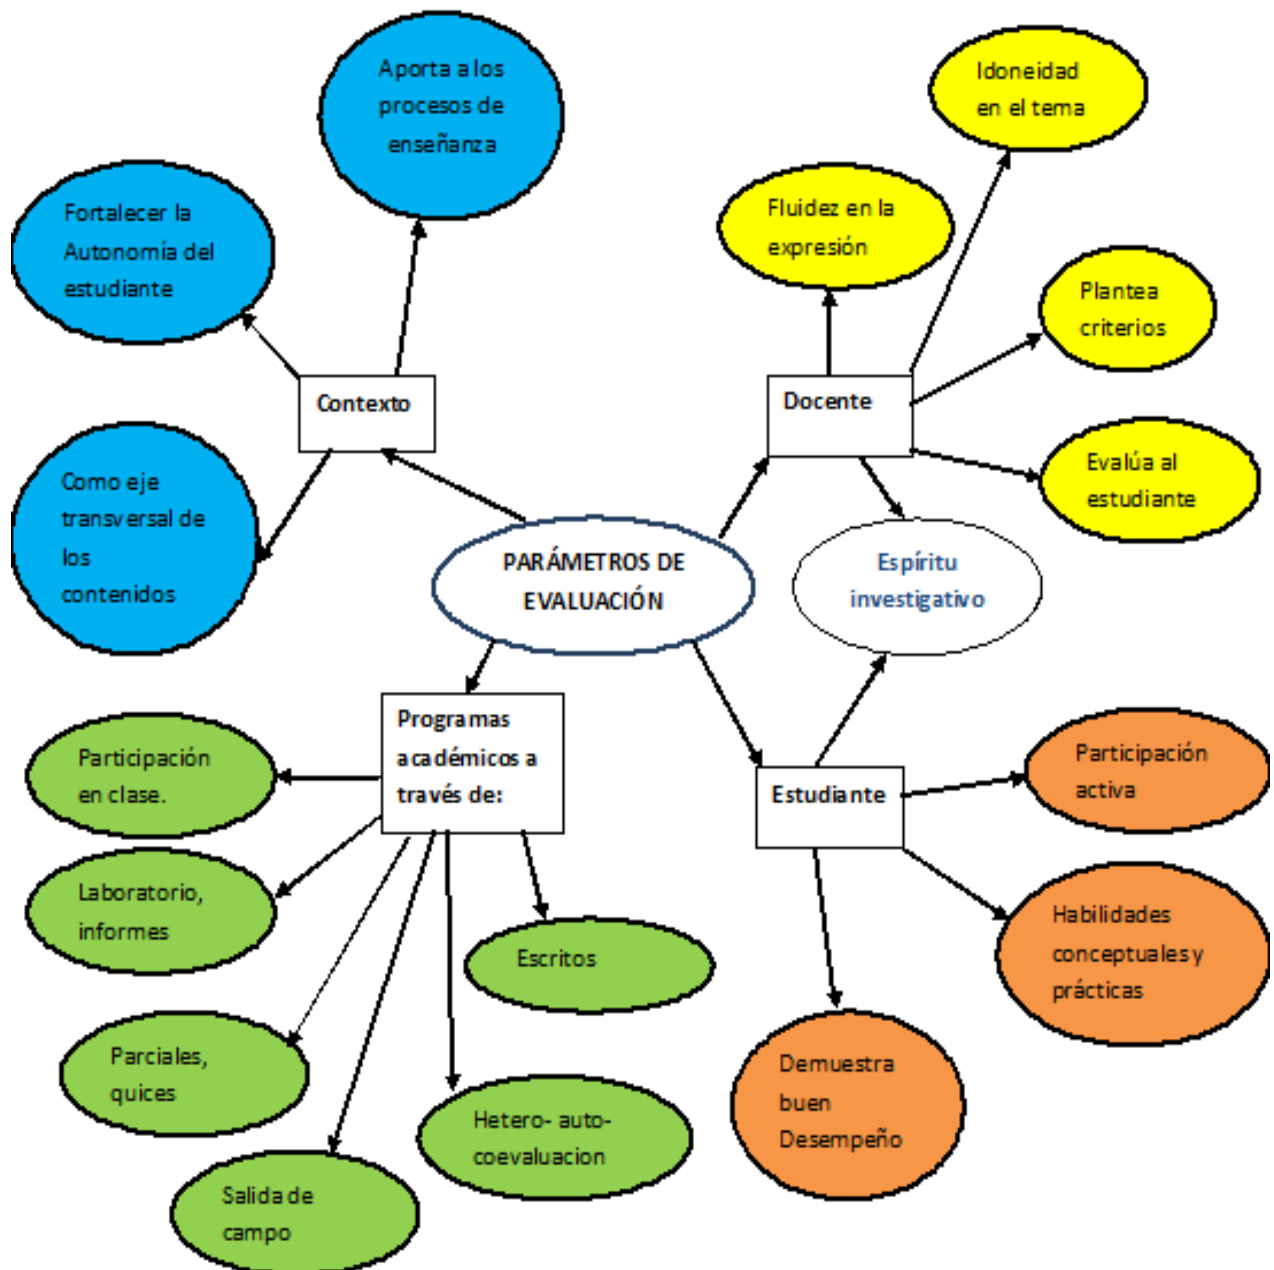 Aporta a los
procesos de
enseñanza
Idoneidad
en el tema
Fortalecer la
Autonomía del
estudiante
Fluidez en la
expresión
Plantea
criterios
Contexto
Docente
Como eje
transversal de
los
contenidos
Evalúa al
estudiante
PARÁMETROS DE
EVALUACIÓN
Espíritu
investigativo
Programas
académicos a
través de:
Participación
en clase.
Estudiante
Participación
activa
Laboratorio,
informes
Escritos
Habilidades
conceptuales y
prácticas
Parciales,
quices
Hetero- auto-
coevaluacion
Demuestra
buen
Desempeño
Salida de
campo